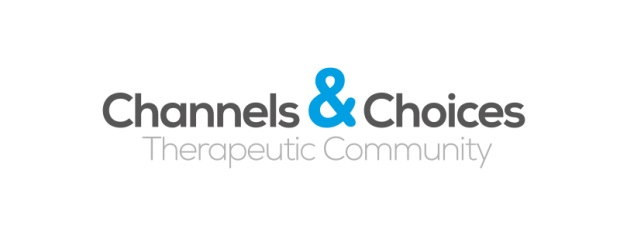 Channels & Choices
Therapeutic Community